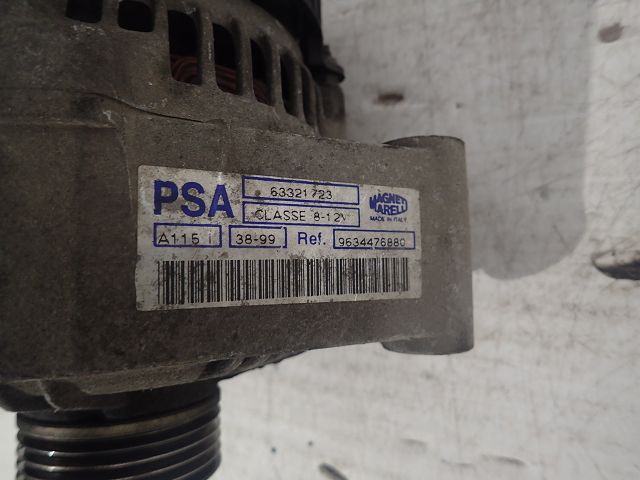 PSA
63321723
CLASSE 8-12V
MAGNETI
MARELLI
MADE IN ITALY
A115 I
38-99
Ref.
9634476880